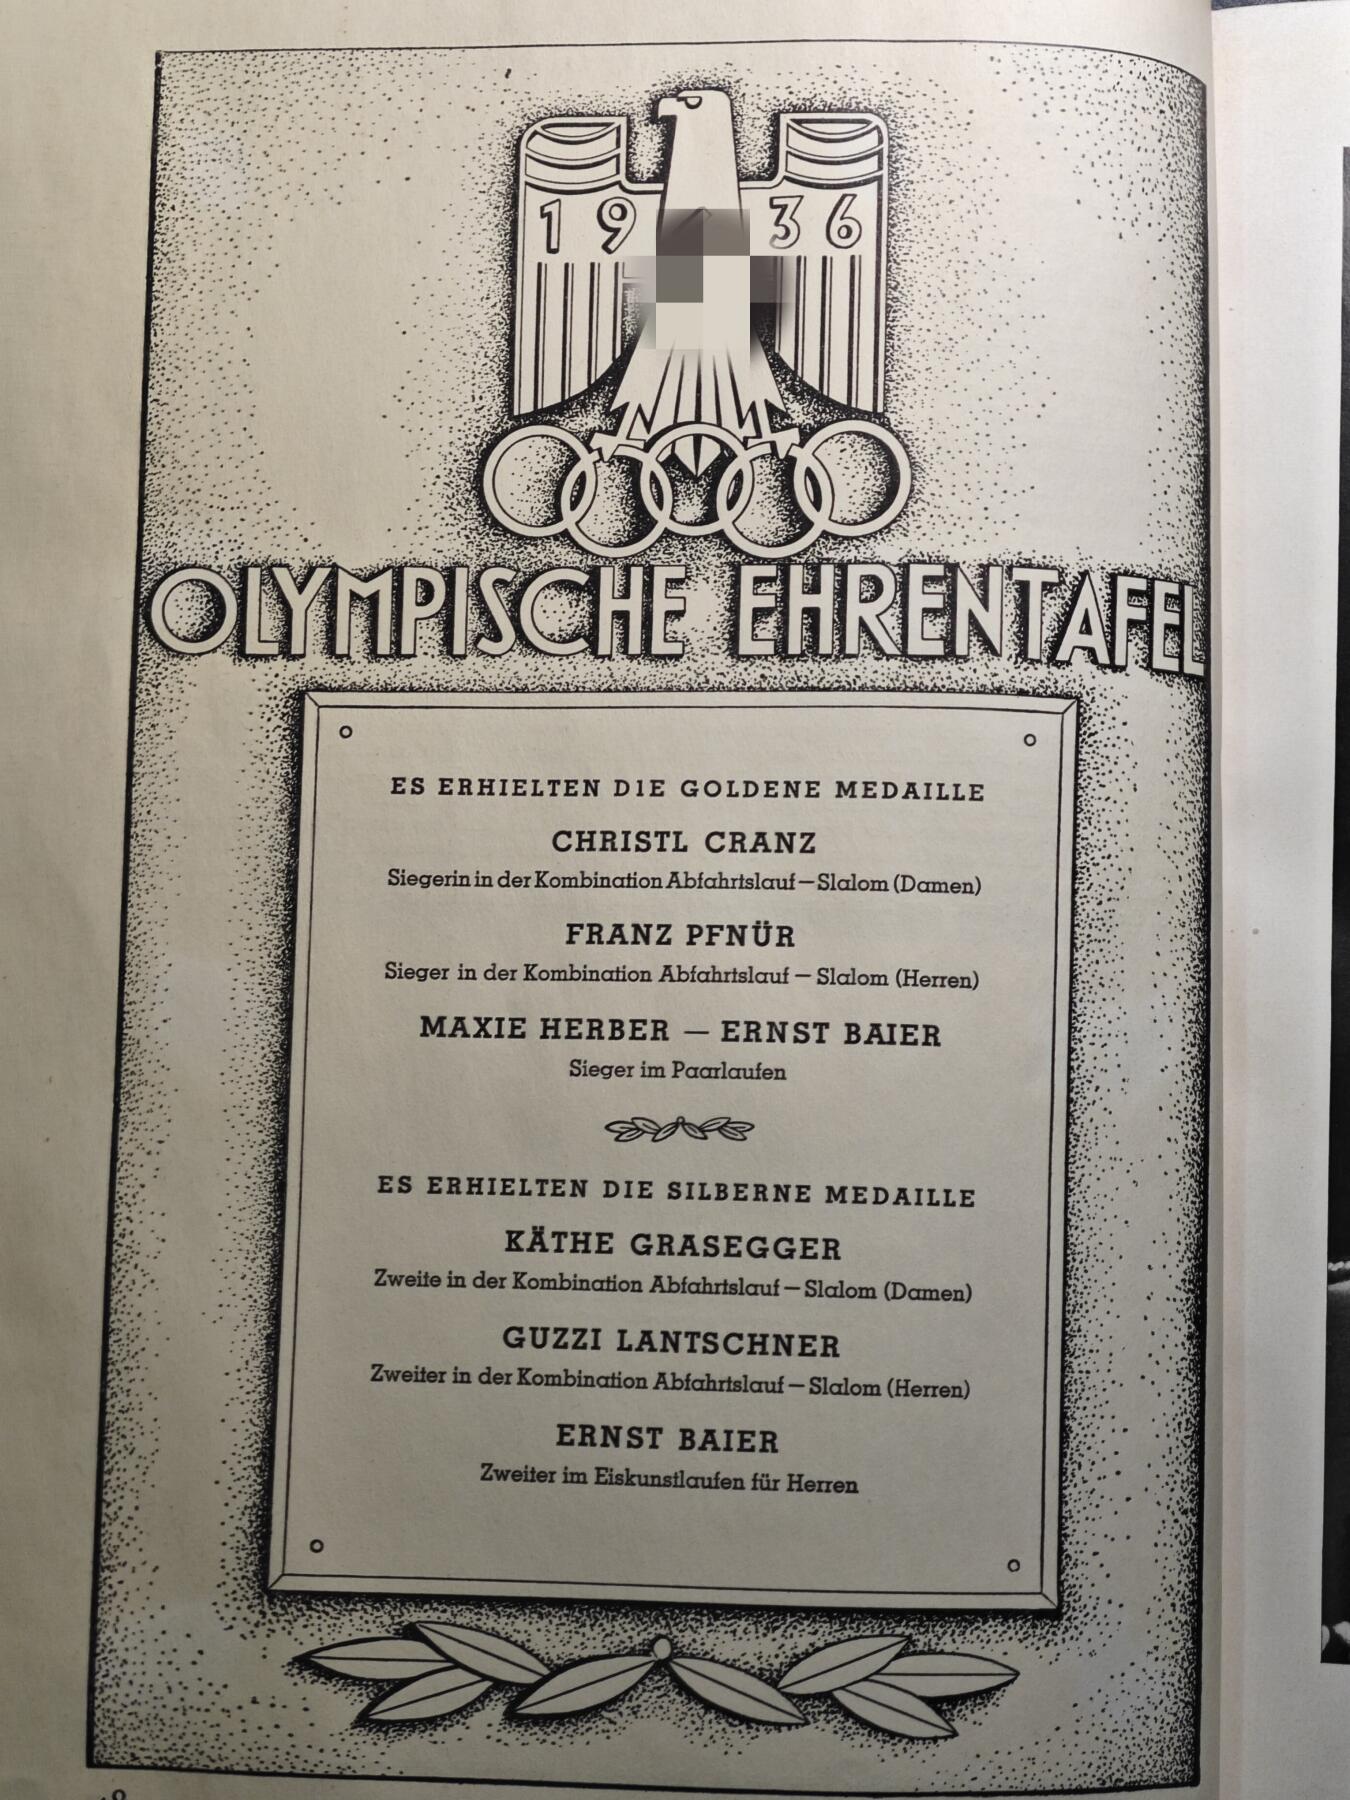 19 36
OLYMPISCHE EHRENTAFEL
ES ERHIELTEN DIE GOLDENE MEDAILLE
CHRISTL CRANZ
Siegerin in der Kombination Abfahrtslauf — Slalom (Damen)
FRANZ PFNÜR
Sieger in der Kombination Abfahrtslauf — Slalom (Herren)
MAXIE HERBER — ERNST BAIER
Sieger im Paarlaufen
ES ERHIELTEN DIE SILBERNE MEDAILLE
KÄTHE GRASEGGER
Zweite in der Kombination Abfahrtslauf — Slalom (Damen)
GUZZI LANTSCHNER
Zweiter in der Kombination Abfahrtslauf — Slalom (Herren)
ERNST BAIER
Zweiter im Eiskunstlaufen für Herren